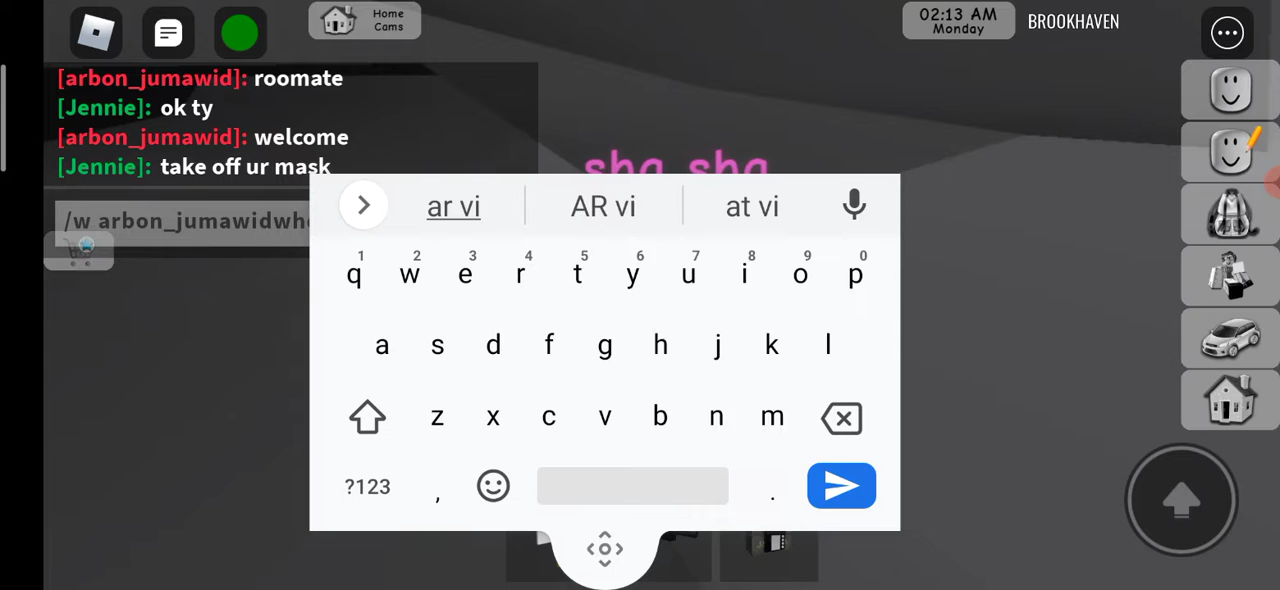 Home
Cams
02:13 AM
Monday
BROOKHAVEN
[arbon_jumawid]: roomate
[Jennie]: ok ty
[arbon_jumawid]: welcome
[Jennie]: take off ur mask
sha_sha
/w arbon_jumawidwh
ar vi AR vi at vi
1 2 3 4 5 6 7 8 9 0
q w e r t y u i o p
a s d f g h j k l
z x c v b n m
?123 , .